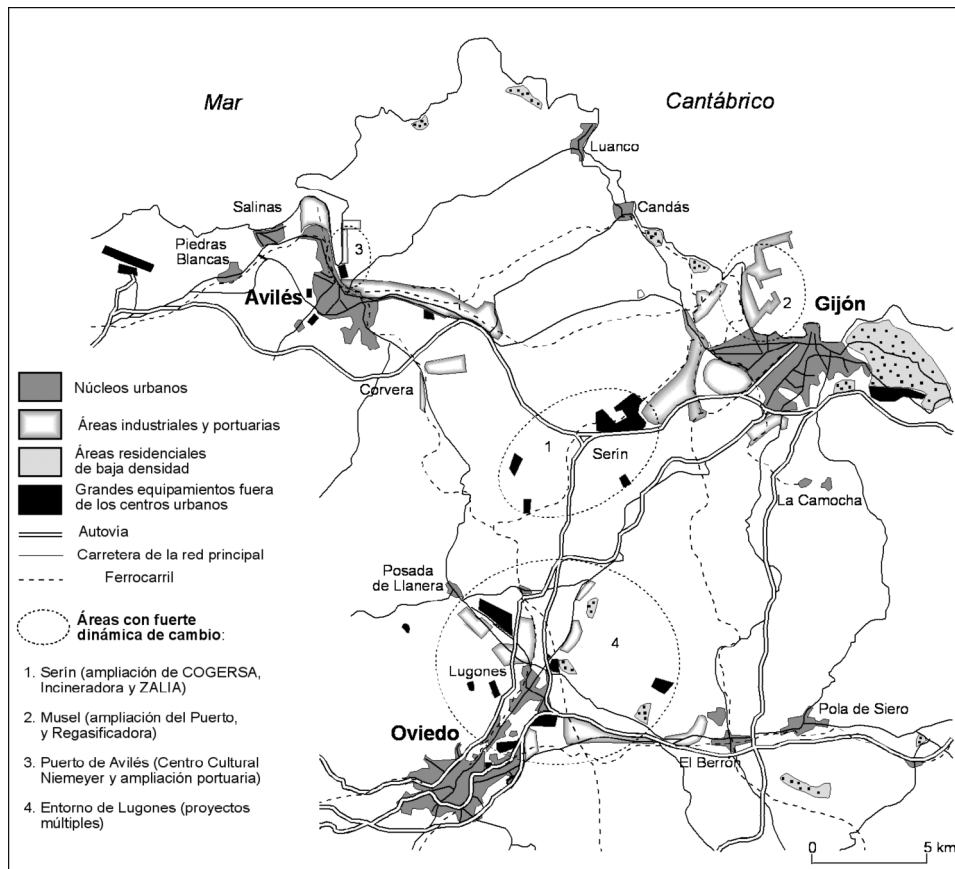 Mar
Cantábrico
Luanco
Salinas
Candás
Piedras
Blancas
3
Avilés
2
Gijón
Corvera
1
Serín
La Camocha
Posada
de Llanera
4
Lugones
Oviedo
Pola de Siero
El Berrón
Núcleos urbanos
Áreas industriales y portuarias
Áreas residenciales
de baja densidad
Grandes equipamientos fuera
de los centros urbanos
Autovía
Carretera de la red principal
Ferrocarril
Áreas con fuerte
dinámica de cambio:
1. Serín (ampliación de COGERSA,
Incineradora y ZALIA)
2. Musel (ampliación del Puerto,
y Regasificadora)
3. Puerto de Avilés (Centro Cultural
Niemeyer y ampliación portuaria)
4. Entorno de Lugones (proyectos
múltiples)
0 5 km